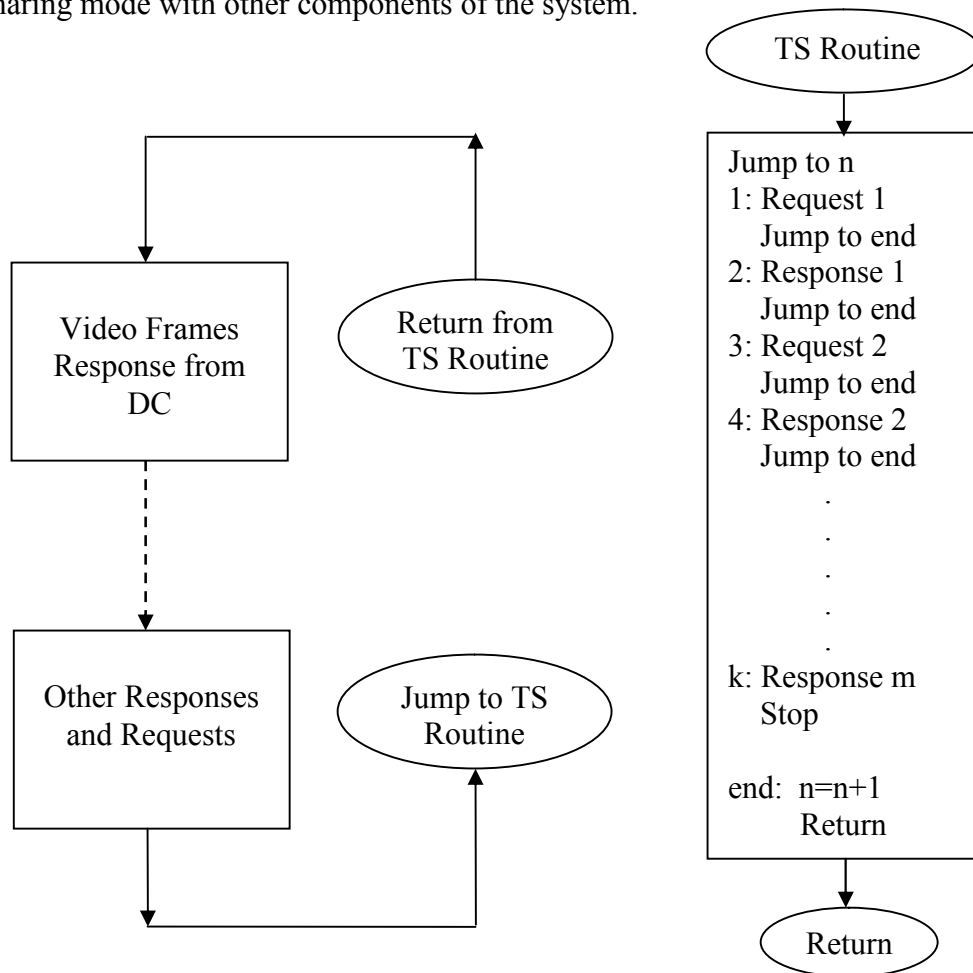 haring mode with other components of the system.
TS Routine
Video Frames
Response from
DC
Return from
TS Routine
Other Responses
and Requests
Jump to TS
Routine
Jump to n
1: Request 1
Jump to end
2: Response 1
Jump to end
3: Request 2
Jump to end
4: Response 2
Jump to end
.
.
.
.
.
k: Response m
Stop
end: n=n+1
Return
Return